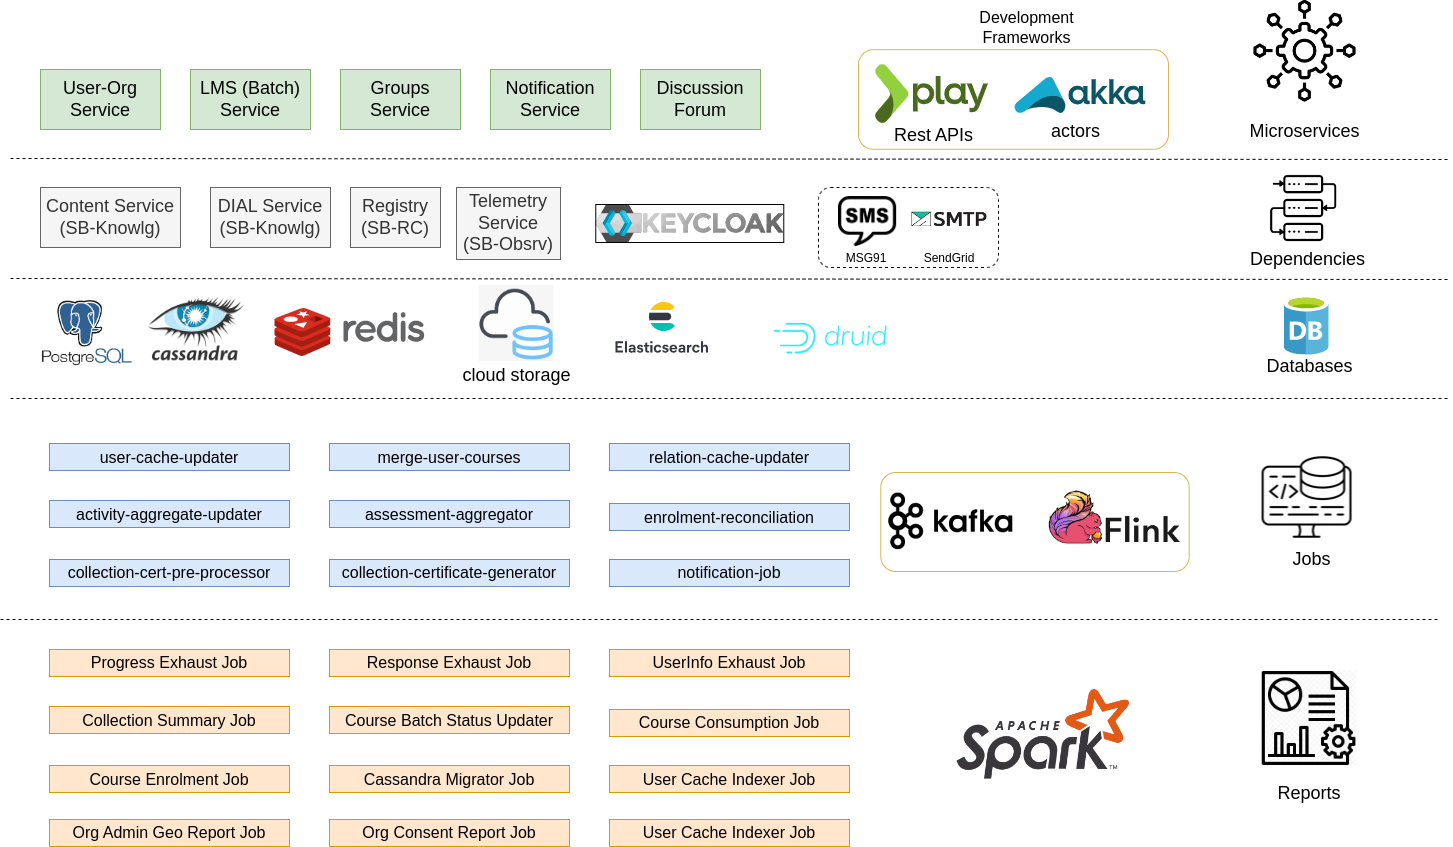 Development
Frameworks
User-Org
Service
LMS (Batch)
Service
Groups
Service
Notification
Service
Discussion
Forum
play
Rest APIs
akka
actors
Microservices
Content Service
(SB-Knowlg)
DIAL Service
(SB-Knowlg)
Registry
(SB-RC)
Telemetry
Service
(SB-Obsrv)
KEYCLOAK
SMS
MSG91
SMTP
SendGrid
Dependencies
PostgreSQL
cassandra
redis
cloud storage
Elasticsearch
druid
DB
Databases
user-cache-updater
merge-user-courses
relation-cache-updater
activity-aggregate-updater
assessment-aggregator
enrolment-reconciliation
collection-cert-pre-processor
collection-certificate-generator
notification-job
kafka
Flink
</>
Jobs
Progress Exhaust Job
Response Exhaust Job
UserInfo Exhaust Job
Collection Summary Job
Course Batch Status Updater
Course Consumption Job
Course Enrolment Job
Cassandra Migrator Job
User Cache Indexer Job
Org Admin Geo Report Job
Org Consent Report Job
User Cache Indexer Job
APACHE
Spark™
Reports